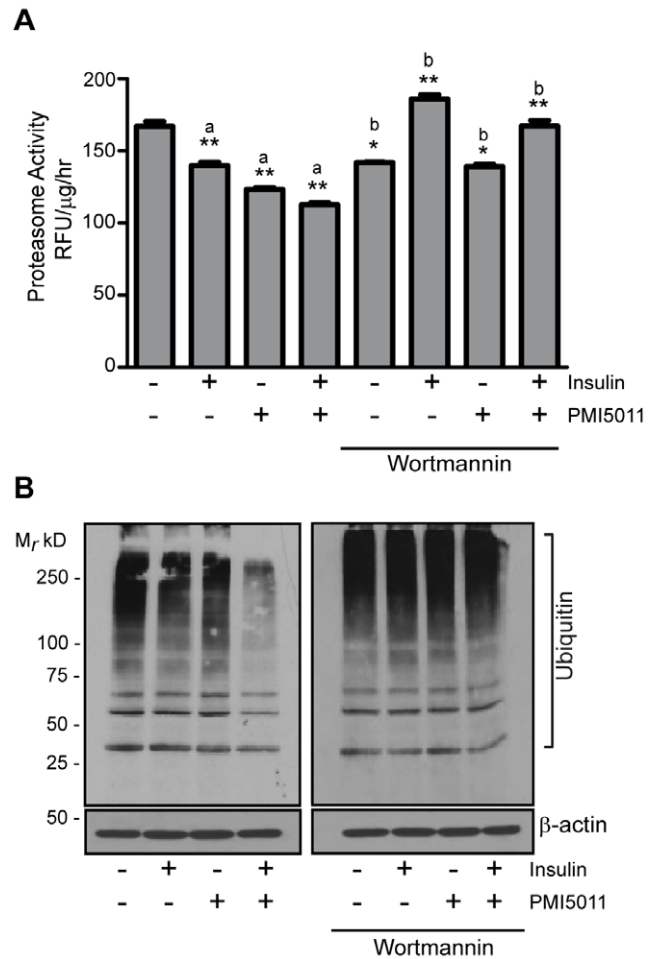 A
Proteasome Activity
RFU/μg/hr
200
150
100
50
0
a
**
a
**
a
**
b
*
b
**
b
*
b
**
- + - + - + - + Insulin
- - + + - - + + PMI5011
Wortmannin
B
Mr kD
250 -
100 -
75 -
50 -
25 -
50 -
Ubiquitin
β-actin
- + - + - + - + Insulin
- - + + - - + + PMI5011
Wortmannin